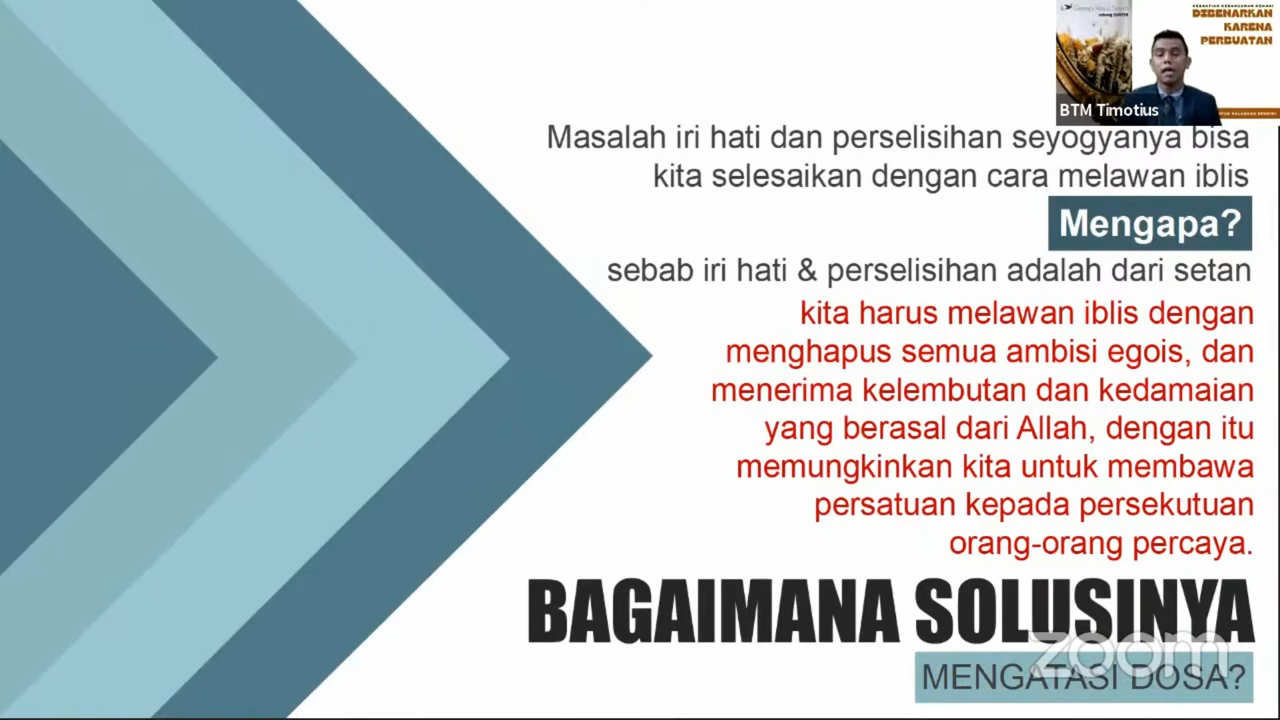 DIBENARKAN
KARENA
PERBUATAN
BTM Timotius
Masalah iri hati dan perselisihan seyogyanya bisa
kita selesaikan dengan cara melawan iblis
Mengapa?
sebab iri hati & perselisihan adalah dari setan
kita harus melawan iblis dengan
menghapus semua ambisi egois, dan
menerima kelembutan dan kedamaian
yang berasal dari Allah, dengan itu
memungkinkan kita untuk membawa
persatuan kepada persekutuan
orang-orang percaya.
BAGAIMANA SOLUSINYA
zoom
MENGATASI DOSA?